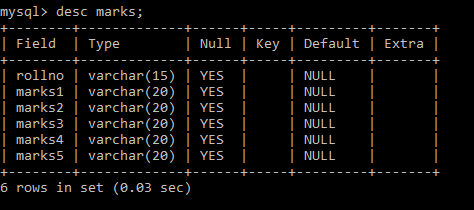 mysql> desc marks;
+--------+-------------+------+-----+---------+-------+
| Field  | Type        | Null | Key | Default | Extra |
+--------+-------------+------+-----+---------+-------+
| rollno | varchar(15) | YES  |     | NULL    |       |
| marks1 | varchar(20) | YES  |     | NULL    |       |
| marks2 | varchar(20) | YES  |     | NULL    |       |
| marks3 | varchar(20) | YES  |     | NULL    |       |
| marks4 | varchar(20) | YES  |     | NULL    |       |
| marks5 | varchar(20) | YES  |     | NULL    |       |
+--------+-------------+------+-----+---------+-------+
6 rows in set (0.03 sec)